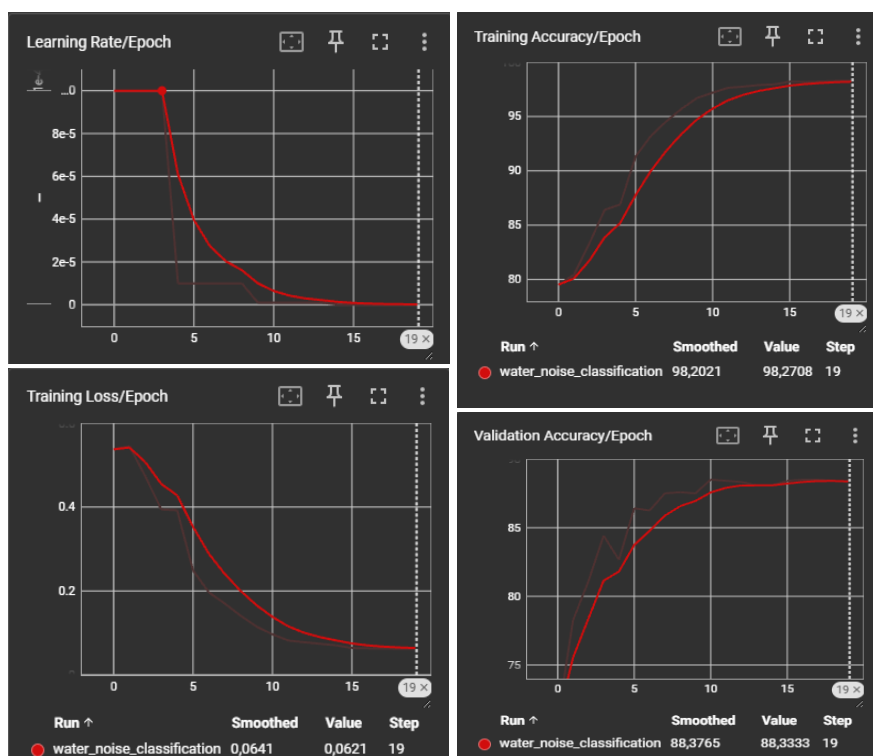 Learning Rate/Epoch
...0
8e-5
6e-5
4e-5
2e-5
0
0
5
10
15
19 ×
Training Accuracy/Epoch
95
90
85
80
0
5
10
15
19 ×
Run ↑ Smoothed Value Step
water_noise_classification 98,2021 98,2708 19
Training Loss/Epoch
0.4
0.2
0
5
10
15
19 ×
Run ↑ Smoothed Value Step
water_noise_classification 0,0641 0,0621 19
Validation Accuracy/Epoch
85
80
75
0
5
10
15
19 ×
Run ↑ Smoothed Value Step
water_noise_classification 88,3765 88,3333 19